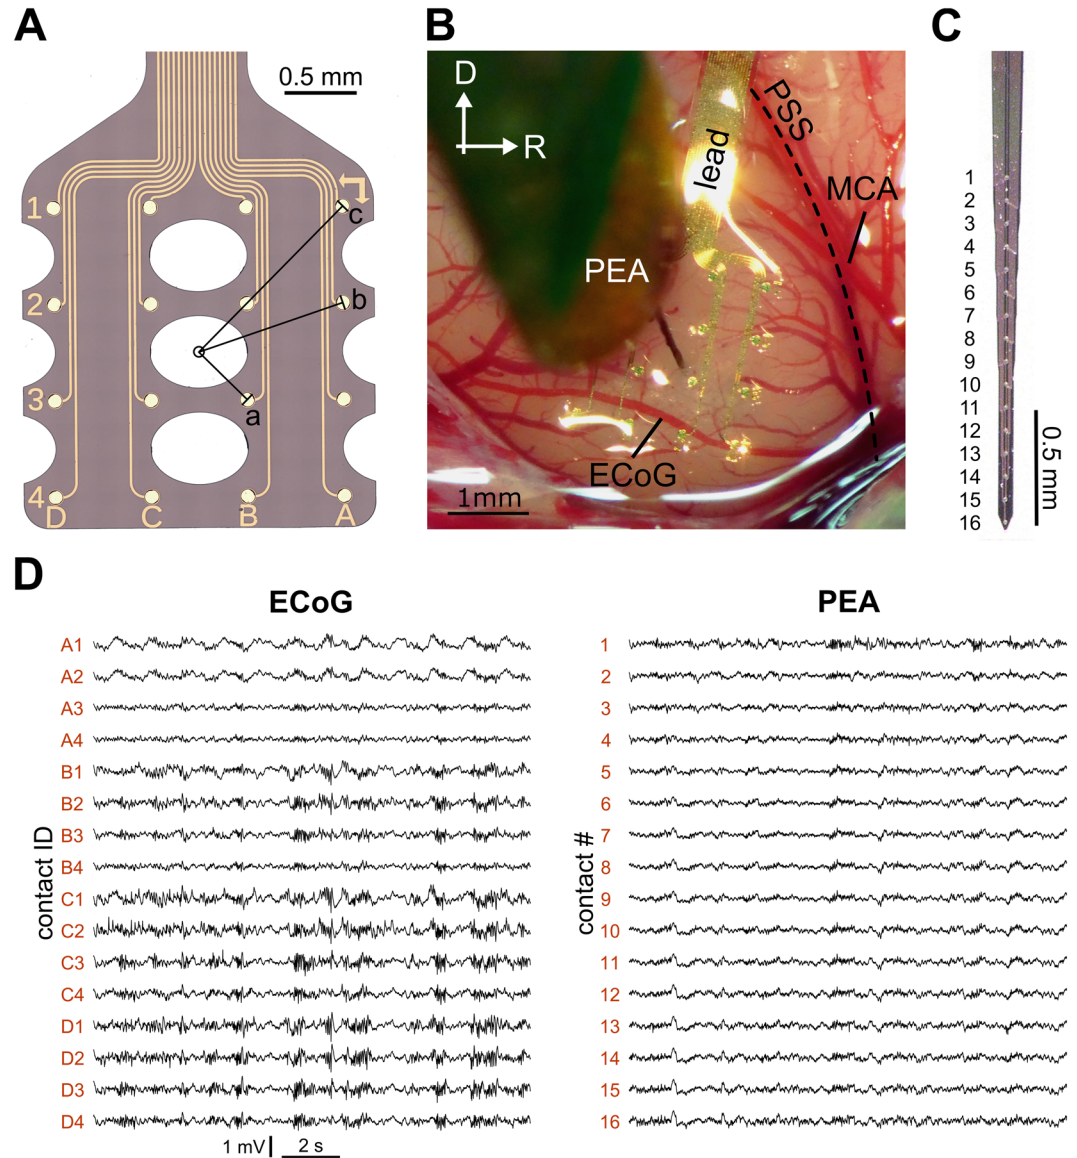 A
B
C
0.5 mm
1
c
2
b
3
a
4
D
C
B
A
D
R
lead
PSS
MCA
PEA
ECoG
1mm
1
2
3
4
5
6
7
8
9
10
11
12
13
14
15
16
0.5 mm
D
ECoG
PEA
contact ID
A1
A2
A3
A4
B1
B2
B3
B4
C1
C2
C3
C4
D1
D2
D3
D4
1 mV
2 s
contact #
1
2
3
4
5
6
7
8
9
10
11
12
13
14
15
16